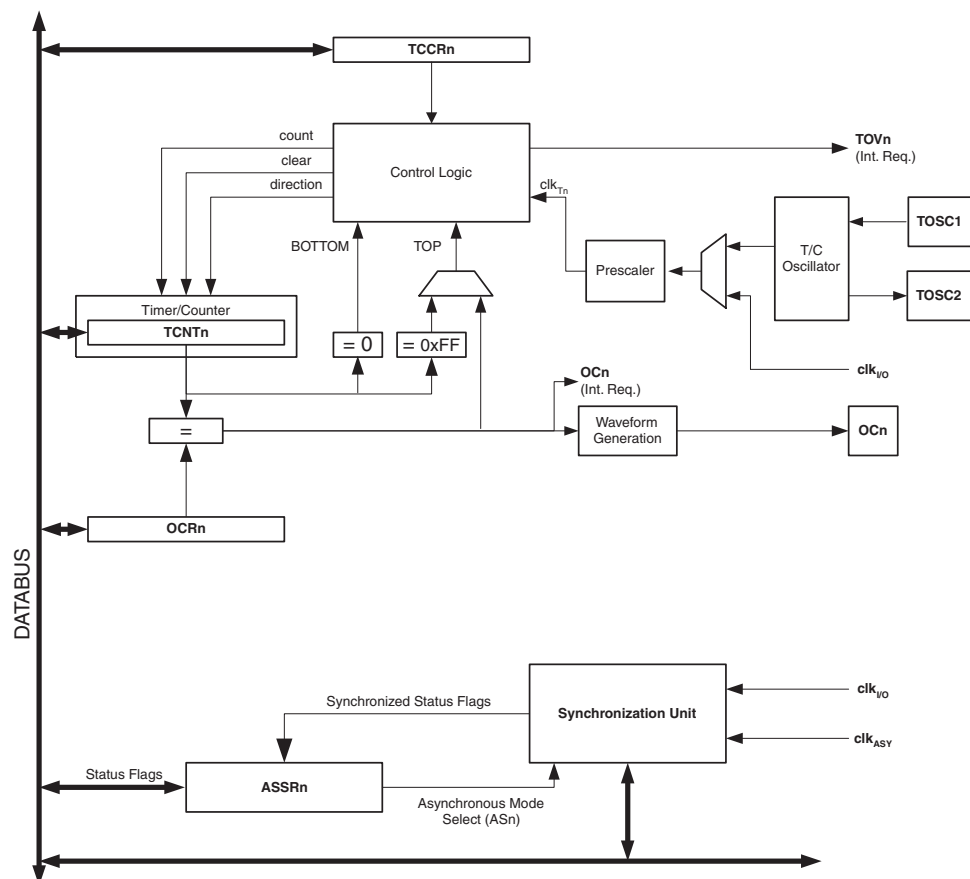 TCCRn
count
clear
direction
Control Logic
TOVn
(Int. Req.)
clkTn
BOTTOM
TOP
TOSC1
T/C
Oscillator
Prescaler
TOSC2
Timer/Counter
TCNTn
= 0
= 0xFF
clkI/O
OCn
(Int. Req.)
=
Waveform
Generation
OCn
OCRn
DATABUS
Synchronized Status Flags
Synchronization Unit
clkI/O
clkASY
Status Flags
ASSRn
Asynchronous Mode
Select (ASn)